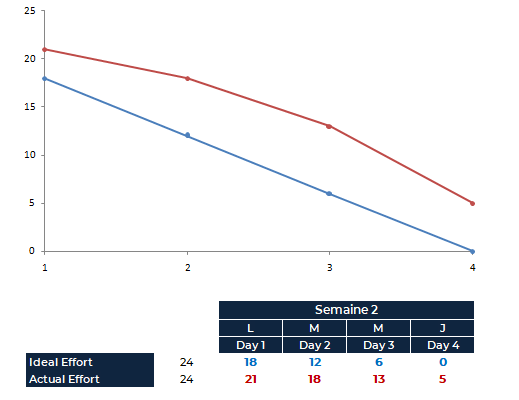 25
20
15
10
5
0
1 2 3 4
Semaine 2
L M M J
Day 1 Day 2 Day 3 Day 4
Ideal Effort 24 18 12 6 0
Actual Effort 24 21 18 13 5